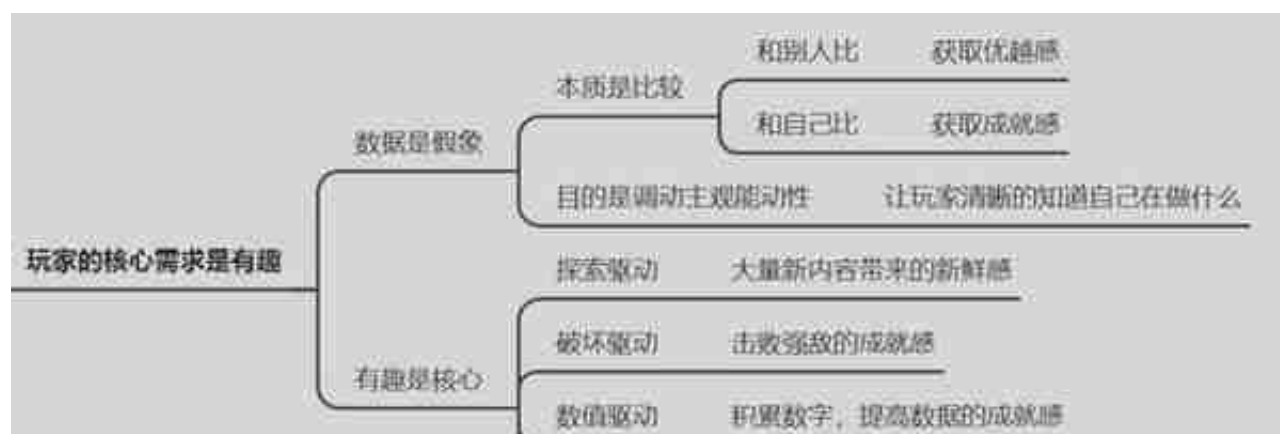 和别人比 获取优越感
本质是比较
和自己比 获取成就感
数据是假象
目的是调动主观能动性 让玩家清晰的知道自己在做什么
玩家的核心需求是有趣
探索驱动 大量新内容带来的新鲜感
破坏驱动 击败强敌的成就感
有趣是核心
数值驱动 积累数字，提高数据的成就感